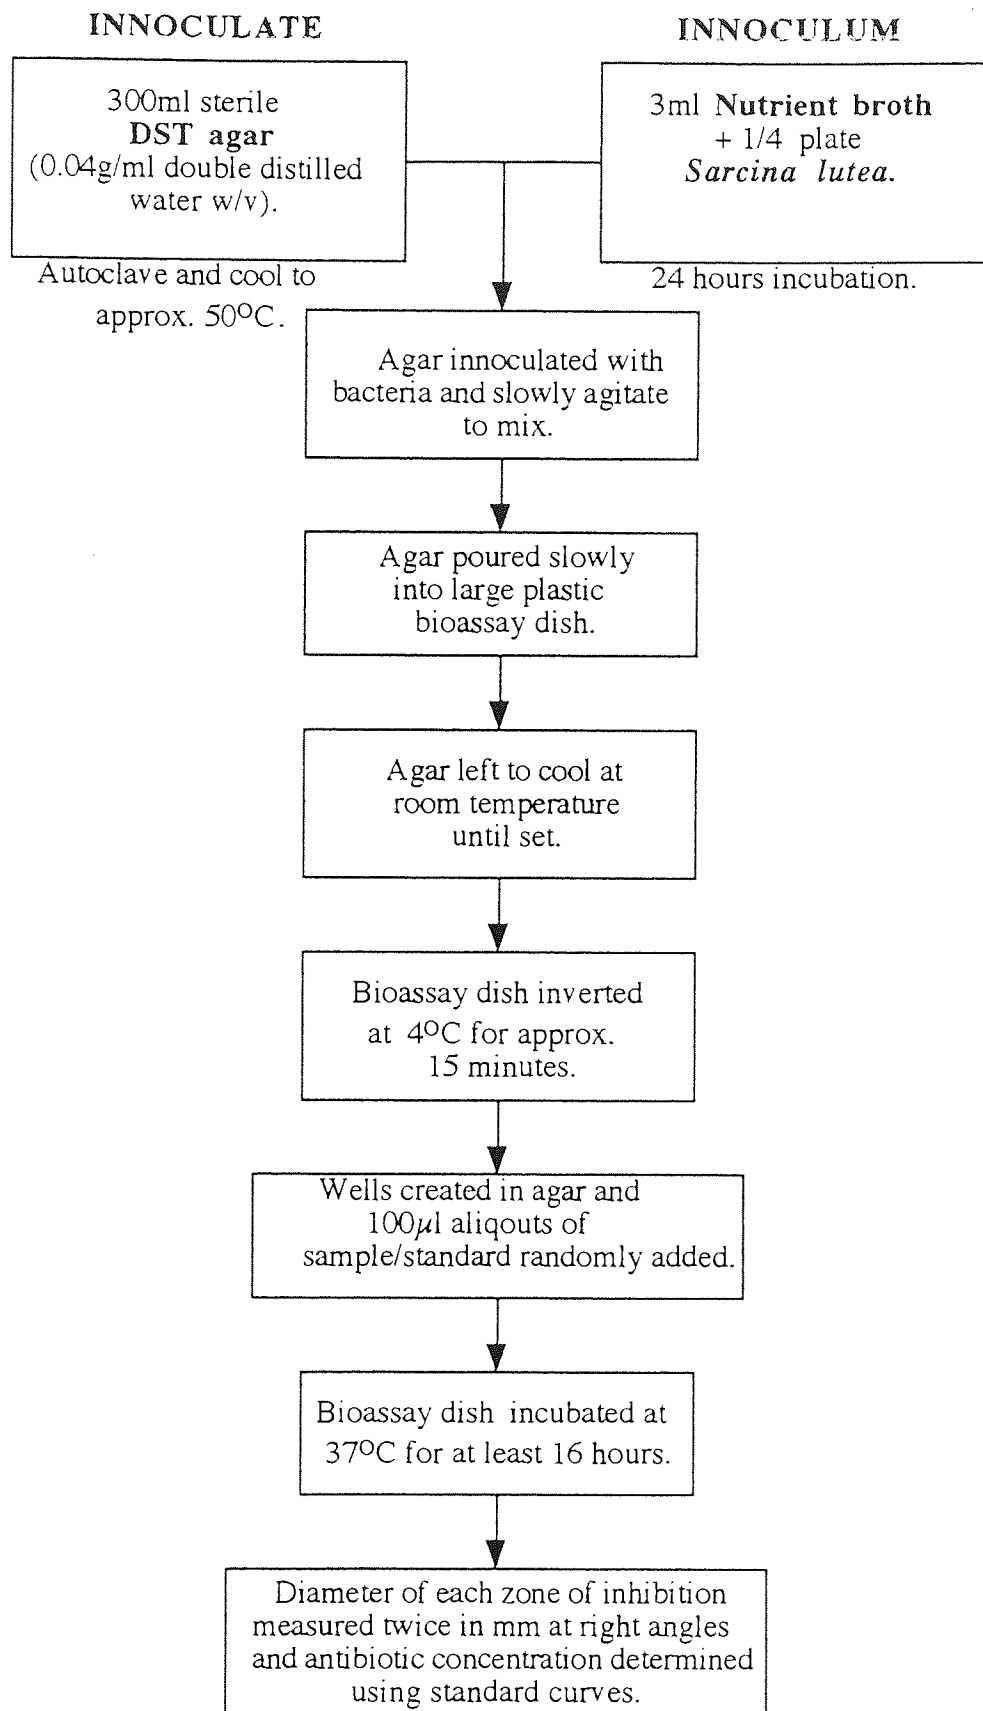 INNOCULATE
300ml sterile
DST agar
(0.04g/ml double distilled
water w/v).
Autoclave and cool to
approx. 50°C.
INNOCULUM
3ml Nutrient broth
+ 1/4 plate
Sarcina lutea.
24 hours incubation.
Agar innoculated with
bacteria and slowly agitate
to mix.
Agar poured slowly
into large plastic
bioassay dish.
Agar left to cool at
room temperature
until set.
Bioassay dish inverted
at 4°C for approx.
15 minutes.
Wells created in agar and
100µl aliqouts of
sample/standard randomly added.
Bioassay dish incubated at
37°C for at least 16 hours.
Diameter of each zone of inhibition
measured twice in mm at right angles
and antibiotic concentration determined
using standard curves.